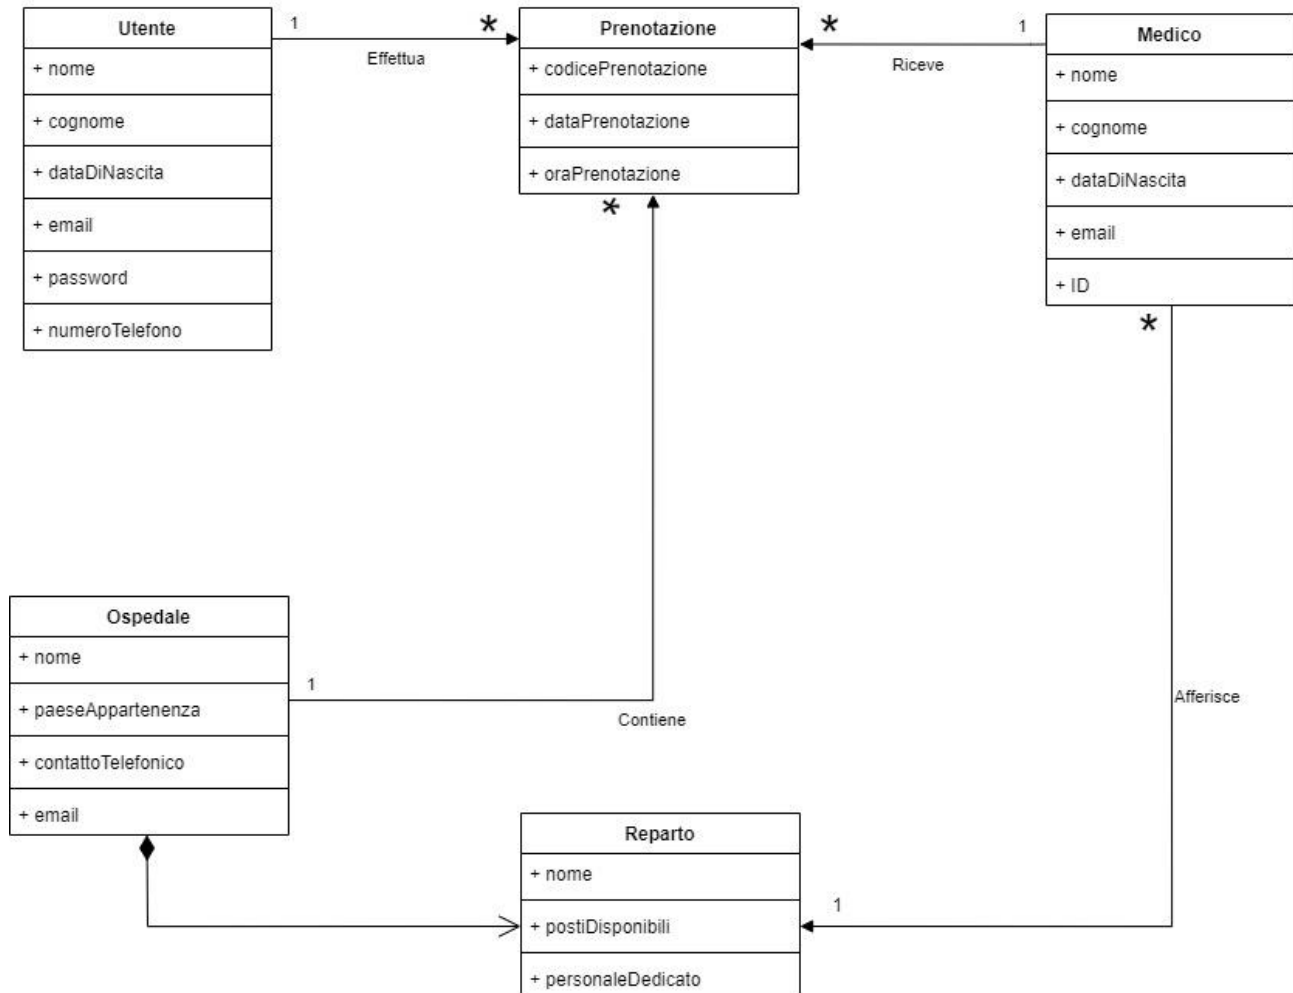 Utente
+ nome
+ cognome
+ dataDiNascita
+ email
+ password
+ numeroTelefono
1
*
Effettua
Prenotazione
+ codicePrenotazione
+ dataPrenotazione
+ oraPrenotazione
*
*
1
Riceve
Medico
+ nome
+ cognome
+ dataDiNascita
+ email
+ ID
*
Afferisce
Ospedale
+ nome
+ paeseAppartenenza
+ contattoTelefonico
+ email
1
Contiene
Reparto
+ nome
+ postiDisponibili
+ personaleDedicato
1